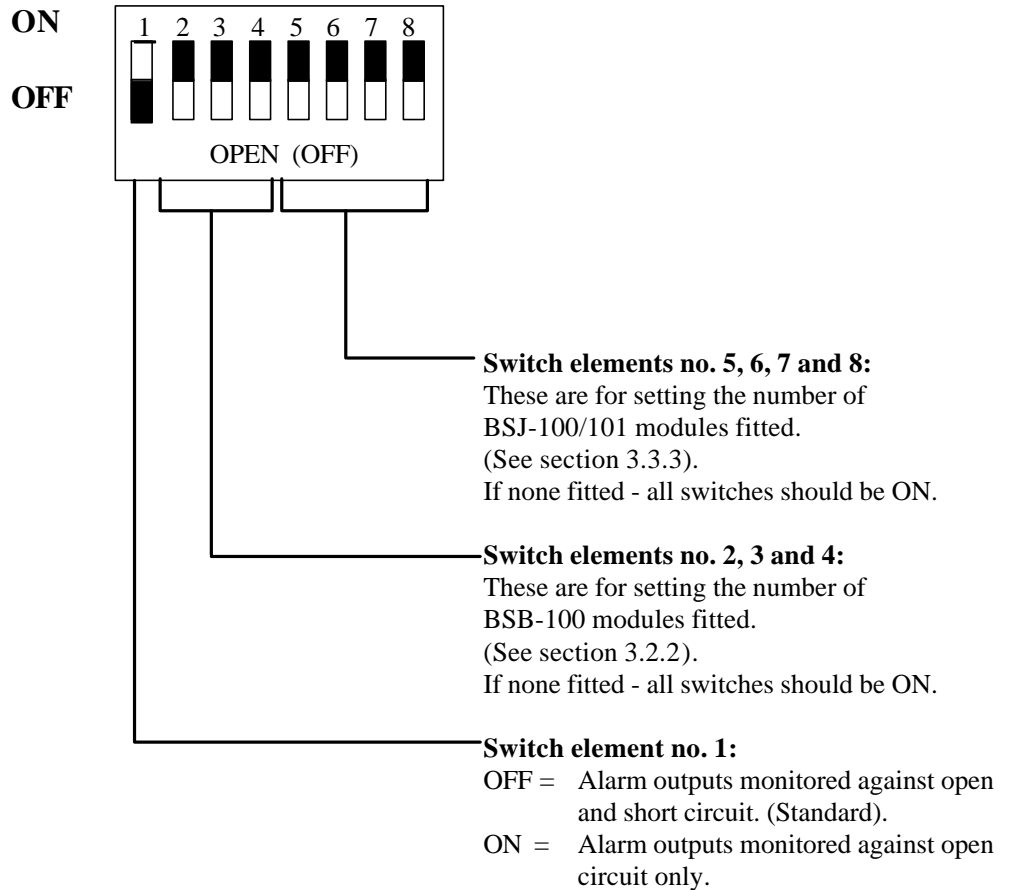 ON
1 2 3 4 5 6 7 8
OFF
OPEN (OFF)
Switch elements no. 5, 6, 7 and 8:
These are for setting the number of
BSJ-100/101 modules fitted.
(See section 3.3.3).
If none fitted - all switches should be ON.
Switch elements no. 2, 3 and 4:
These are for setting the number of
BSB-100 modules fitted.
(See section 3.2.2).
If none fitted - all switches should be ON.
Switch element no. 1:
OFF = Alarm outputs monitored against open
and short circuit. (Standard).
ON = Alarm outputs monitored against open
circuit only.